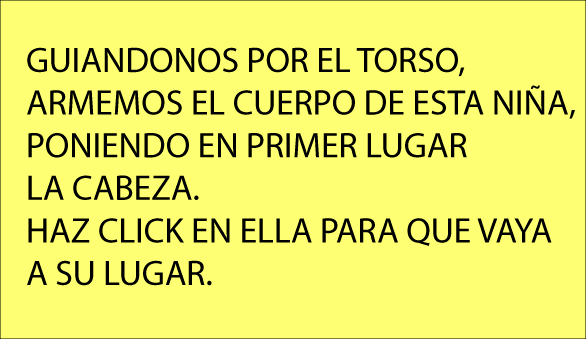 GUIANDONOS POR EL TORSO,
ARMEMOS EL CUERPO DE ESTA NIÑA,
PONIENDO EN PRIMER LUGAR
LA CABEZA.
HAZ CLICK EN ELLA PARA QUE VAYA
A SU LUGAR.